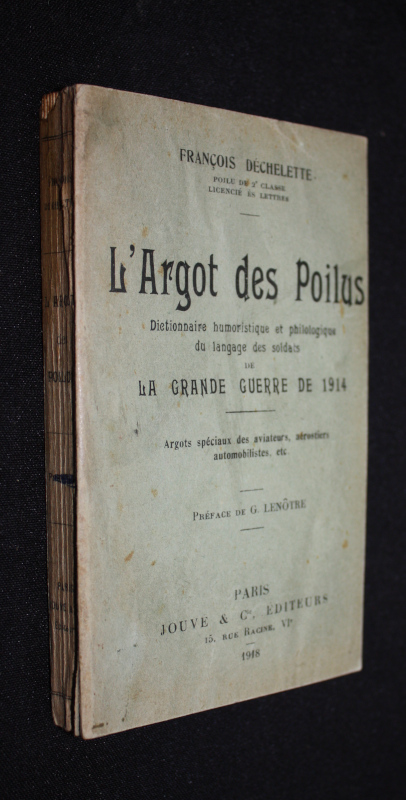 FRANÇOIS DECHELETTE
POILU DE 2e CLASSE
LICENCIÉ ÈS LETTRES
L'Argot des Poilus
Dictionnaire humoristique et philologique
du langage des soldats
DE
LA GRANDE GUERRE DE 1914
Argots spéciaux des aviateurs, aérostiers
automobilistes, etc
PRÉFACE DE G. LENÔTRE
PARIS
JOUVE & Cie, EDITEURS
15, RUE RACINE, VIe
1918